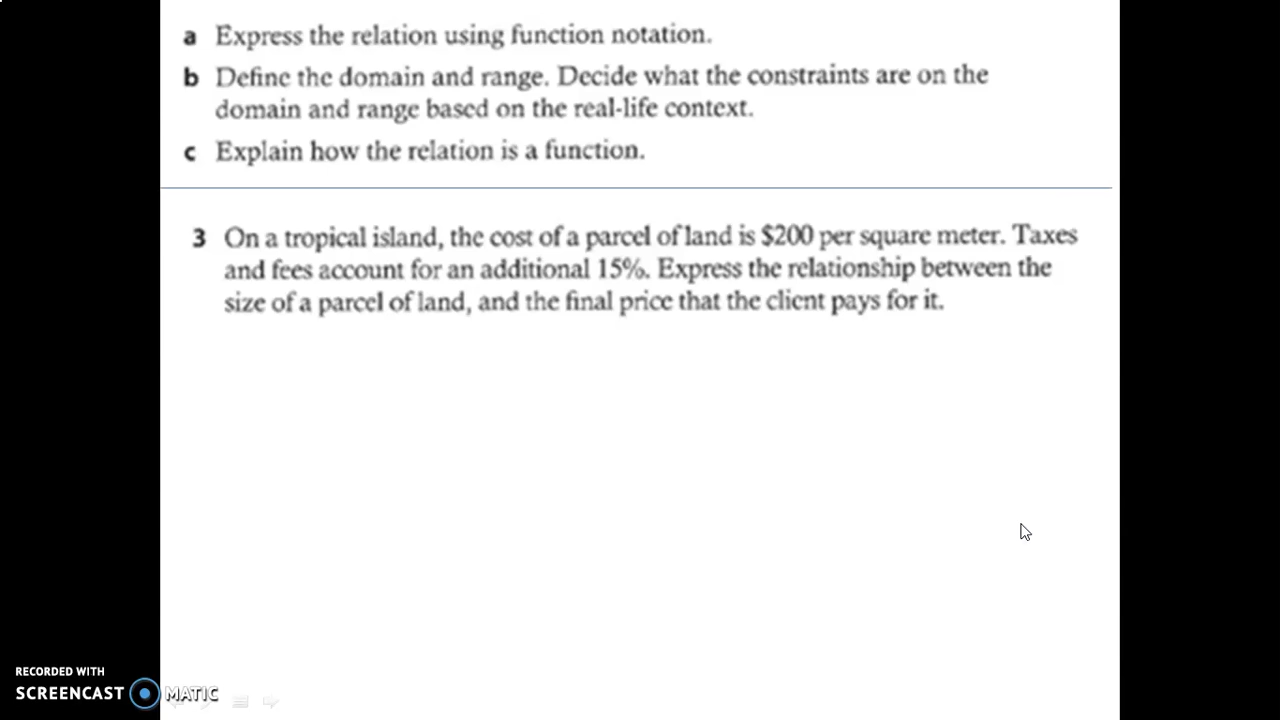 a Express the relation using function notation.
b Define the domain and range. Decide what the constraints are on the
domain and range based on the real-life context.
c Explain how the relation is a function.
3 On a tropical island, the cost of a parcel of land is $200 per square meter. Taxes
and fees account for an additional 15%. Express the relationship between the
size of a parcel of land, and the final price that the client pays for it.
RECORDED WITH
SCREENCAST MATIC